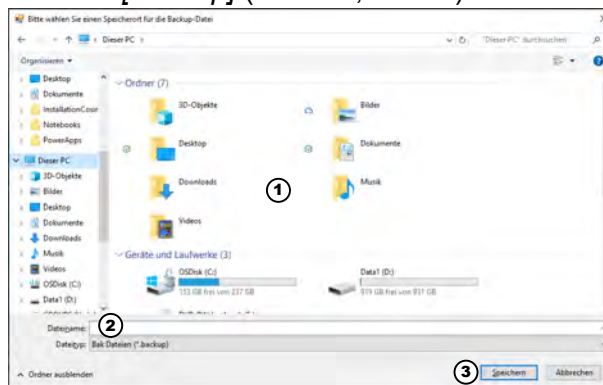 Bitte wählen Sie einen Speicherort für die Backup-Datei
Dieser PC
"Dieser PC" durchsuchen
Organisieren
Desktop
Dokumente
Notebooks
PowerApps
Dieser PC
3D-Objekte
Bilder
Desktop
Dokumente
Downloads
Musik
Videos
OSDisk (C:)
Data1 (D:)
Ordner (7)
3D-Objekte
Bilder
Desktop
Dokumente
Downloads
Musik
Videos
1
Geräte und Laufwerke (3)
OSDisk (C:)
153 GB frei von 237 GB
Data1 (D:)
919 GB frei von 931 GB
Dateiname:
2
Dateityp: Bak Dateien (*.backup)
Ordner ausblenden
3
Speichern
Abbrechen